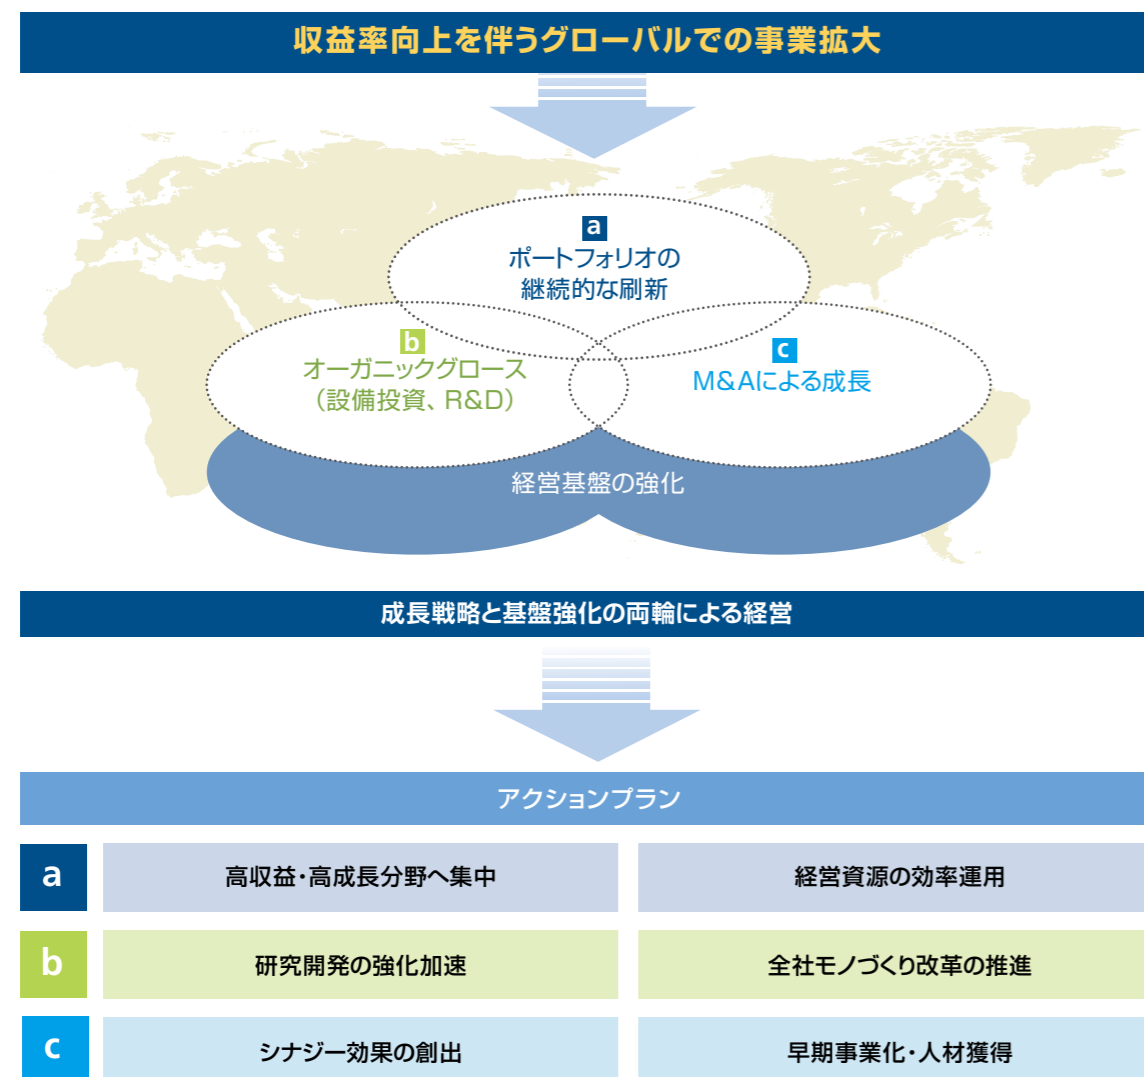 収益率向上を伴うグローバルでの事業拡大
a
ポートフォリオの
継続的な刷新
b
オーガニックグロース
（設備投資、R&D）
c
M&Aによる成長
経営基盤の強化
成長戦略と基盤強化の両輪による経営
アクションプラン
a 高収益・高成長分野へ集中 経営資源の効率運用
b 研究開発の強化加速 全社モノづくり改革の推進
c シナジー効果の創出 早期事業化・人材獲得